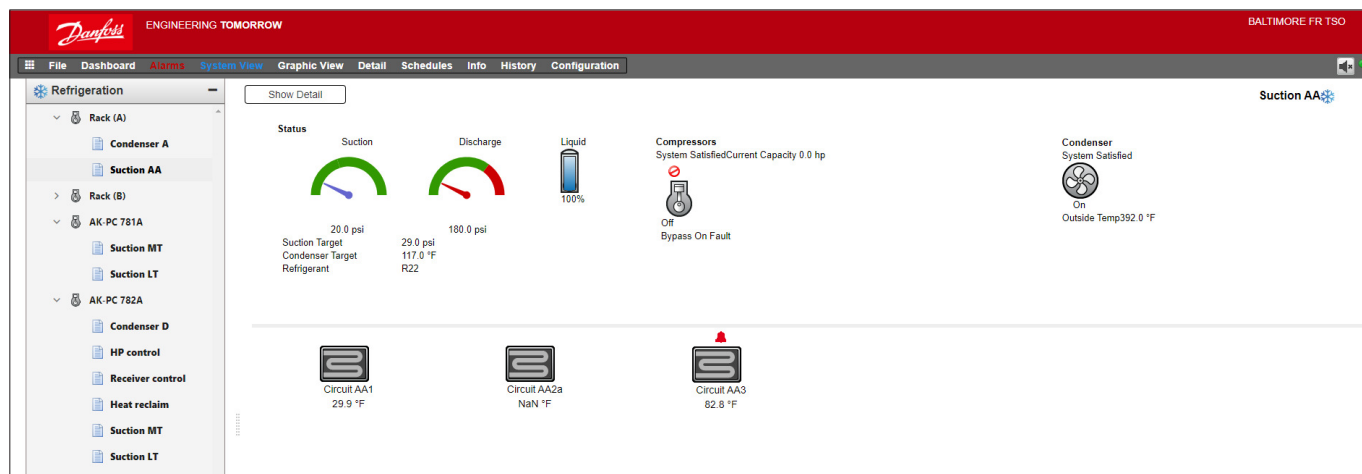 Danfoss
ENGINEERING TOMORROW
BALTIMORE FR TSO
File Dashboard Alarms System View Graphic View Detail Schedules Info History Configuration
Refrigeration
Rack (A)
Condenser A
Suction AA
Rack (B)
AK-PC 781A
Suction MT
Suction LT
AK-PC 782A
Condenser D
HP control
Receiver control
Heat reclaim
Suction MT
Suction LT
Show Detail
Suction AA
Status
Suction
Discharge
Liquid
100%
20.0 psi
180.0 psi
Suction Target 29.0 psi
Condenser Target 117.0 °F
Refrigerant R22
Compressors
System SatisfiedCurrent Capacity 0.0 hp
Off
Bypass On Fault
Condenser
System Satisfied
On
Outside Temp392.0 °F
Circuit AA1
29.9 °F
Circuit AA2a
NaN °F
Circuit AA3
82.8 °F